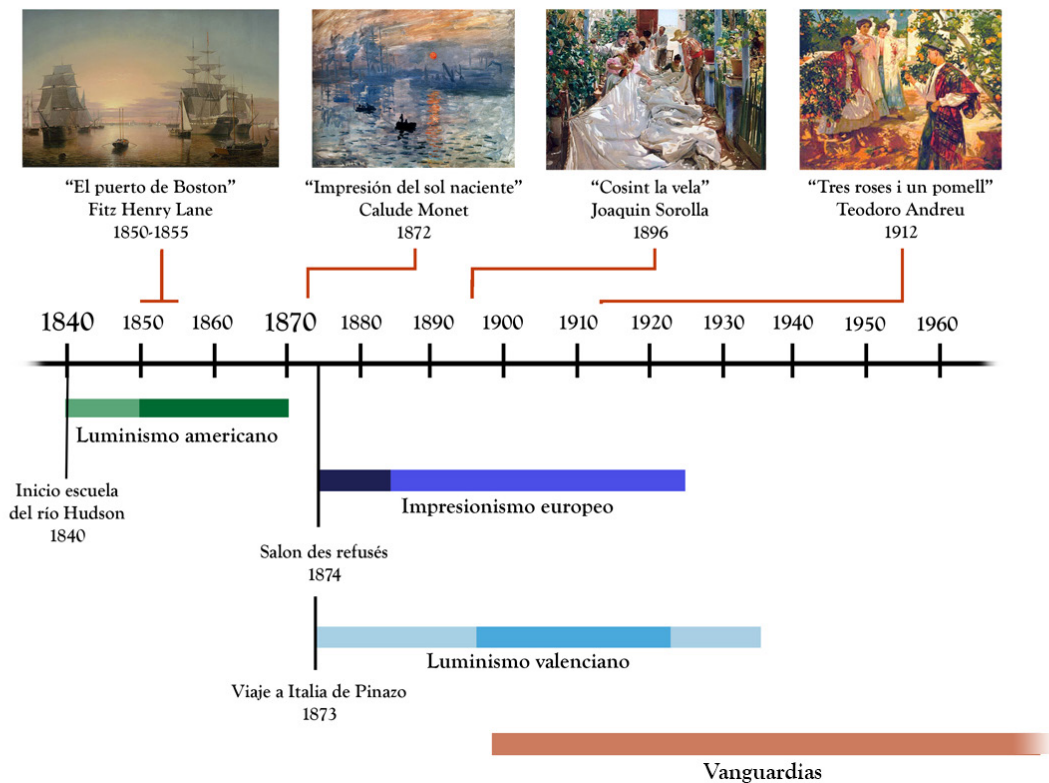 “El puerto de Boston”
Fitz Henry Lane
1850-1855
“Impresión del sol naciente”
Calude Monet
1872
“Cosint la vela”
Joaquin Sorolla
1896
“Tres roses i un pomell”
Teodoro Andreu
1912
1840 1850 1860 1870 1880 1890 1900 1910 1920 1930 1940 1950 1960
Luminismo americano
Inicio escuela
del río Hudson
1840
Impresionismo europeo
Salon des refusés
1874
Luminismo valenciano
Viaje a Italia de Pinazo
1873
Vanguardias